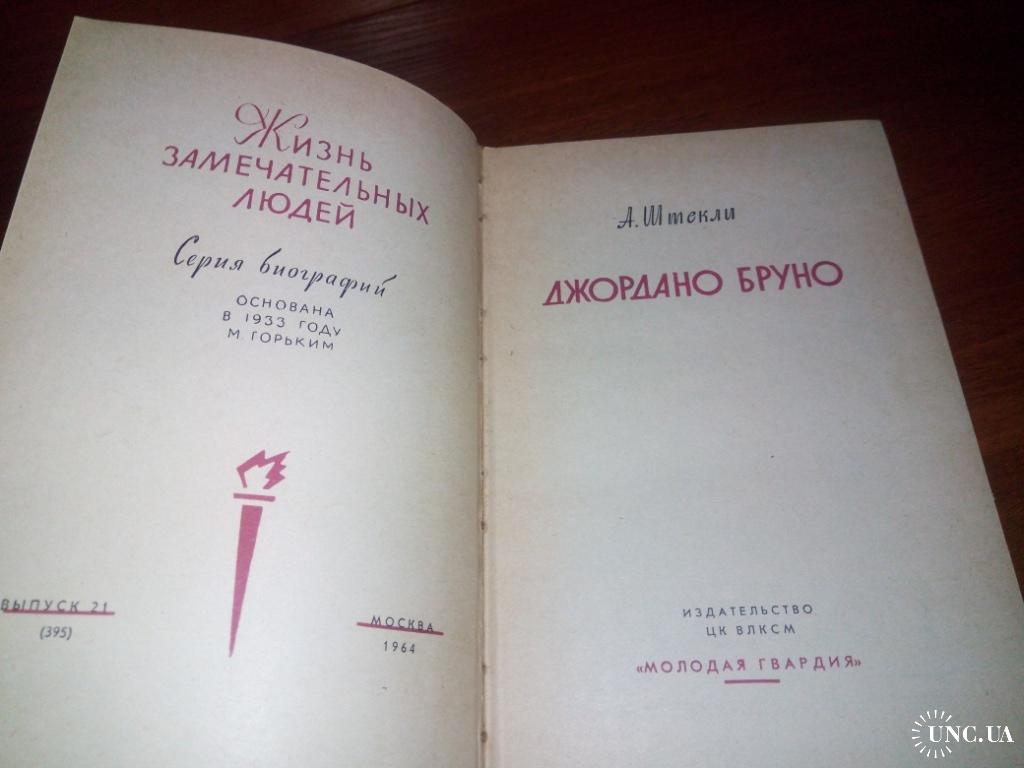 Жизнь
ЗАМЕЧАТЕЛЬНЫХ
ЛЮДЕЙ
Серия биографий
ОСНОВАНА
В 1933 ГОДУ
М. ГОРЬКИМ
ВЫПУСК 21
(395)
МОСКВА
1964
А. Штекли
ДЖОРДАНО БРУНО
ИЗДАТЕЛЬСТВО
ЦК ВЛКСМ
«МОЛОДАЯ ГВАРДИЯ»
UNC.UA